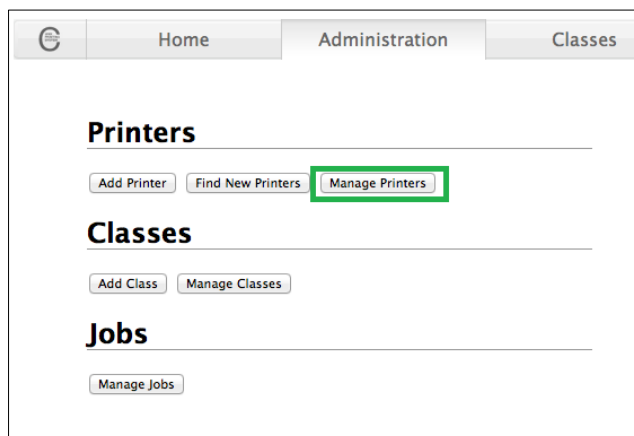 Home Administration Classes
Printers
Add Printer Find New Printers Manage Printers
Classes
Add Class Manage Classes
Jobs
Manage Jobs